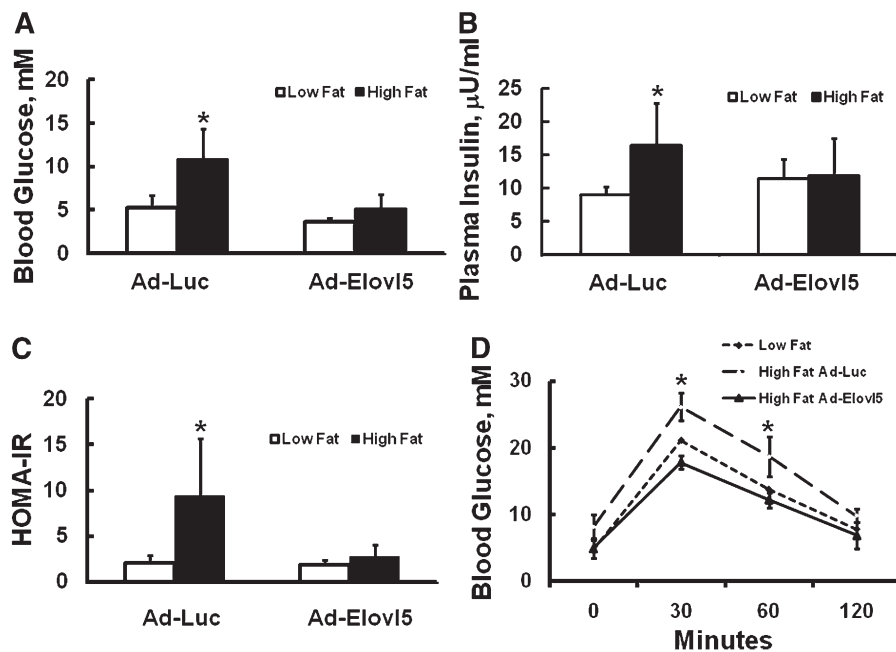 A
Blood Glucose, mM
20
15
10
5
0
Low Fat High Fat
*
Ad-Luc Ad-Elovl5
B
Plasma Insulin, μU/ml
25
20
15
10
5
0
Low Fat High Fat
*
Ad-Luc Ad-Elovl5
C
HOMA-IR
20
15
10
5
0
Low Fat High Fat
*
Ad-Luc Ad-Elovl5
D
Blood Glucose, mM
30
20
10
0
Low Fat
High Fat Ad-Luc
High Fat Ad-Elovl5
*
*
0 30 60 120
Minutes